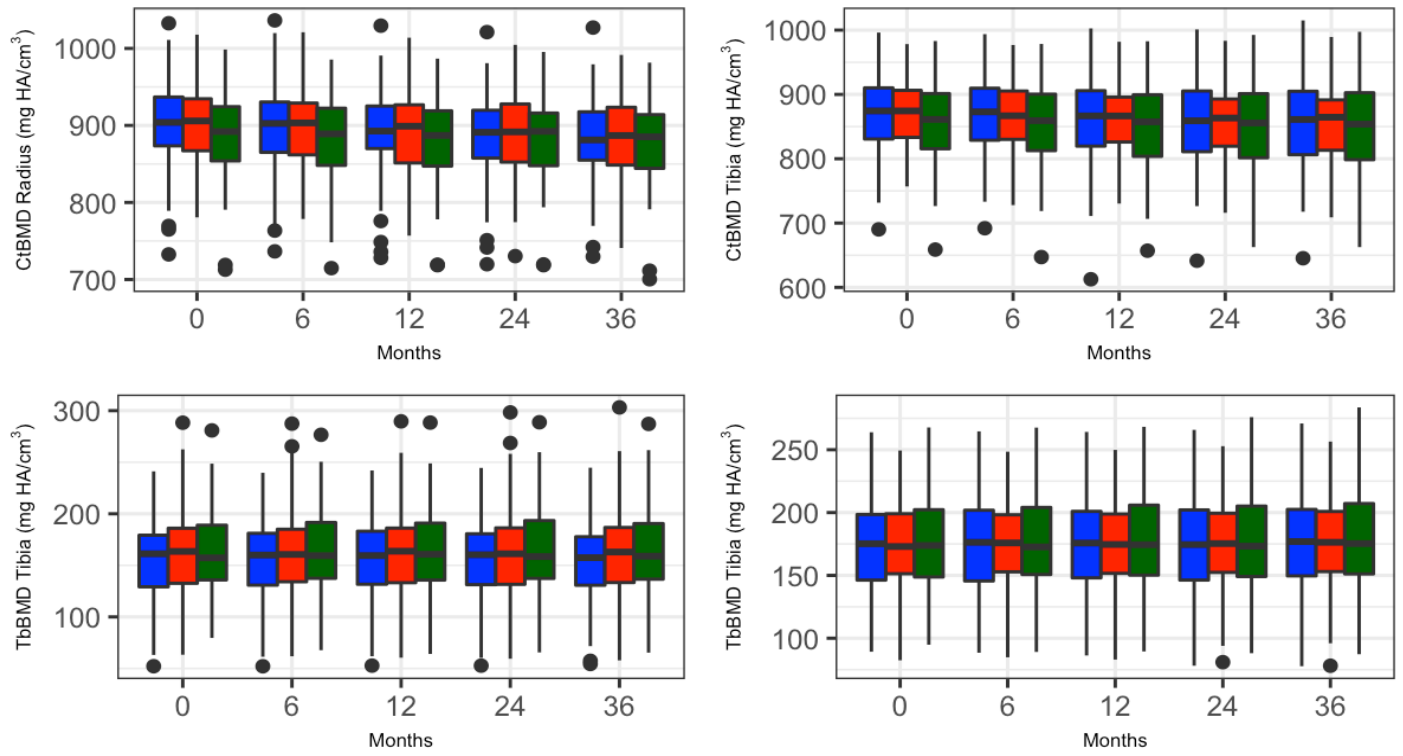 CtBMD Radius (mg HA/cm³)
1000
900
800
700
0 6 12 24 36
Months
CtBMD Tibia (mg HA/cm³)
1000
900
800
700
600
0 6 12 24 36
Months
TbBMD Tibia (mg HA/cm³)
300
200
100
0 6 12 24 36
Months
TbBMD Tibia (mg HA/cm³)
250
200
150
100
0 6 12 24 36
Months